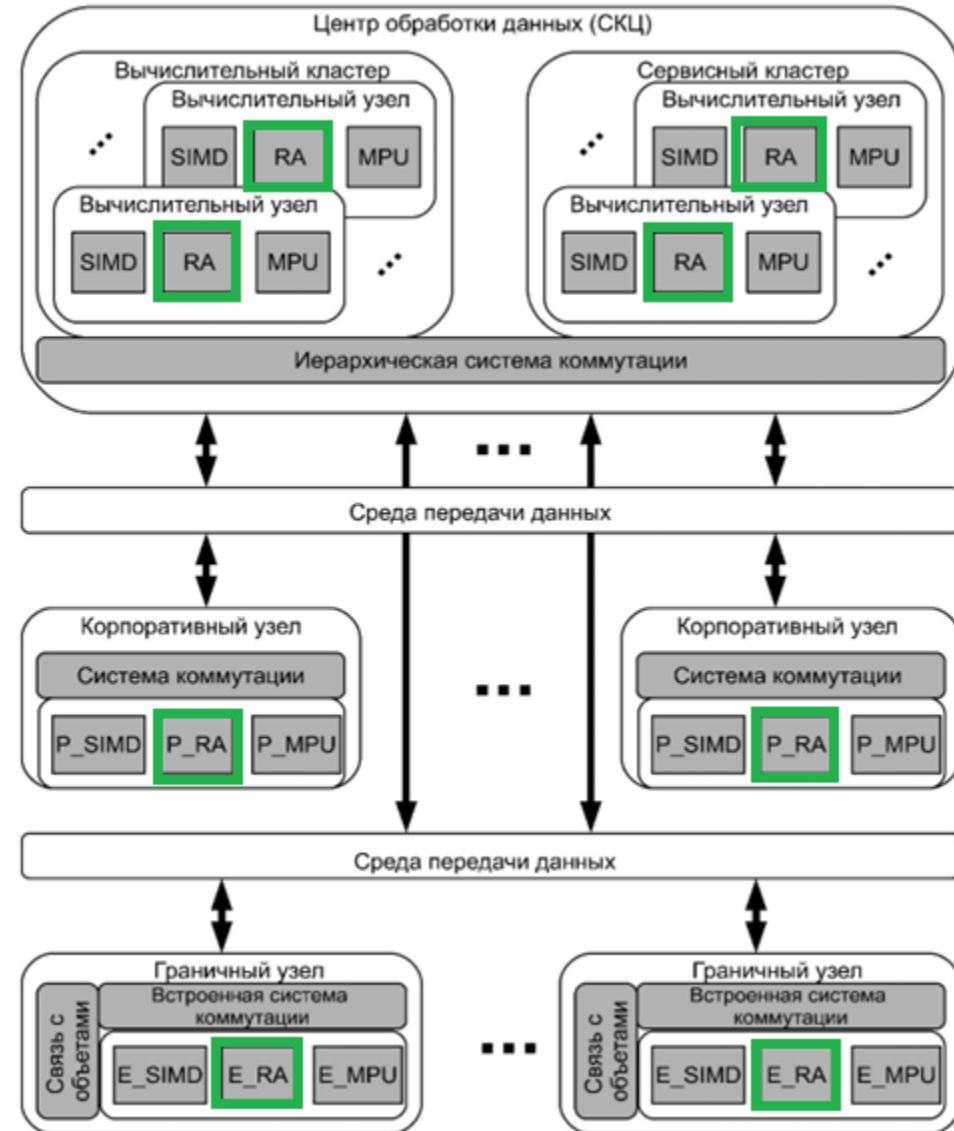 Центр обработки данных (СКЦ)
Вычислительный кластер
Вычислительный узел
SIMD RA MPU
Вычислительный узел
SIMD RA MPU
Сервисный кластер
Вычислительный узел
SIMD RA MPU
Вычислительный узел
SIMD RA MPU
Иерархическая система коммутации
Среда передачи данных
Корпоративный узел
Система коммутации
P_SIMD P_RA P_MPU
Корпоративный узел
Система коммутации
P_SIMD P_RA P_MPU
Среда передачи данных
Граничный узел
Связь с
объетами
Встроенная система
коммутации
E_SIMD E_RA E_MPU
Граничный узел
Связь с
объетами
Встроенная система
коммутации
E_SIMD E_RA E_MPU